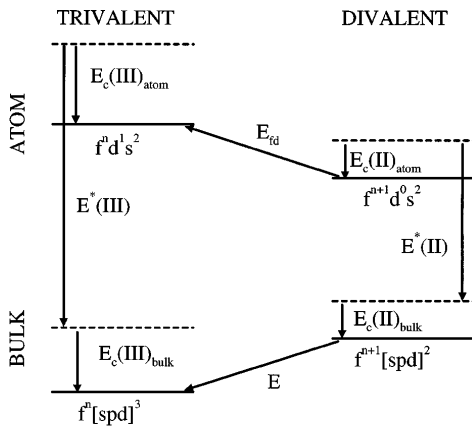 TRIVALENT DIVALENT
E_c(III)_atom
ATOM
f^n d^1 s^2
E_fd
E_c(II)_atom
f^{n+1} d^0 s^2
E^*(III)
E^*(II)
BULK
E_c(II)_bulk
E_c(III)_bulk
f^{n+1}[spd]^2
E
f^n[spd]^3